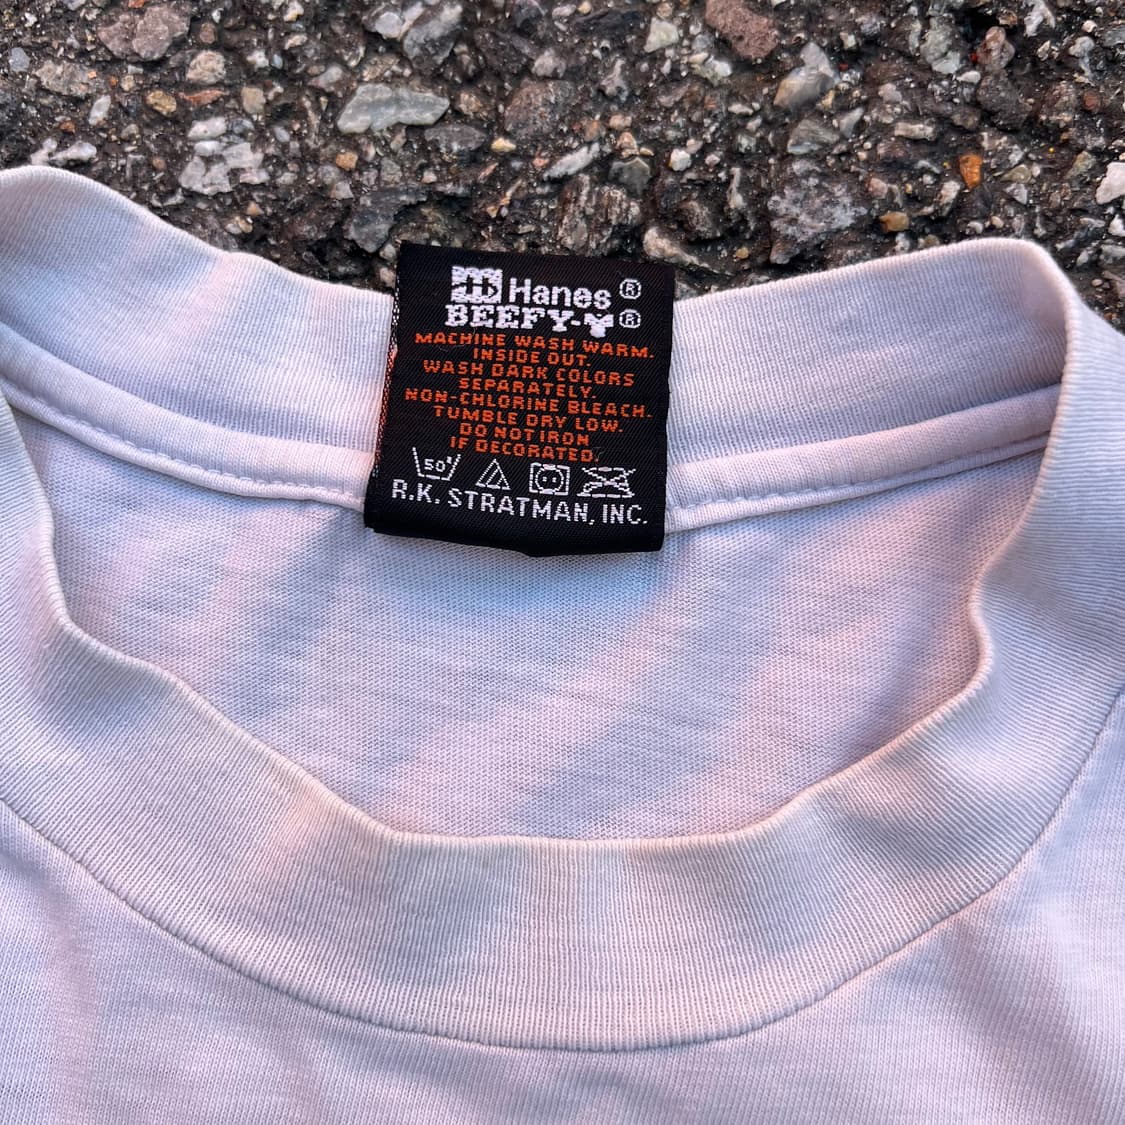 Hanes ®
BEEFY-T ®
MACHINE WASH WARM.
INSIDE OUT.
WASH DARK COLORS
SEPARATELY.
NON-CHLORINE BLEACH.
TUMBLE DRY LOW.
DO NOT IRON
IF DECORATED.
50°
R.K. STRATMAN, INC.